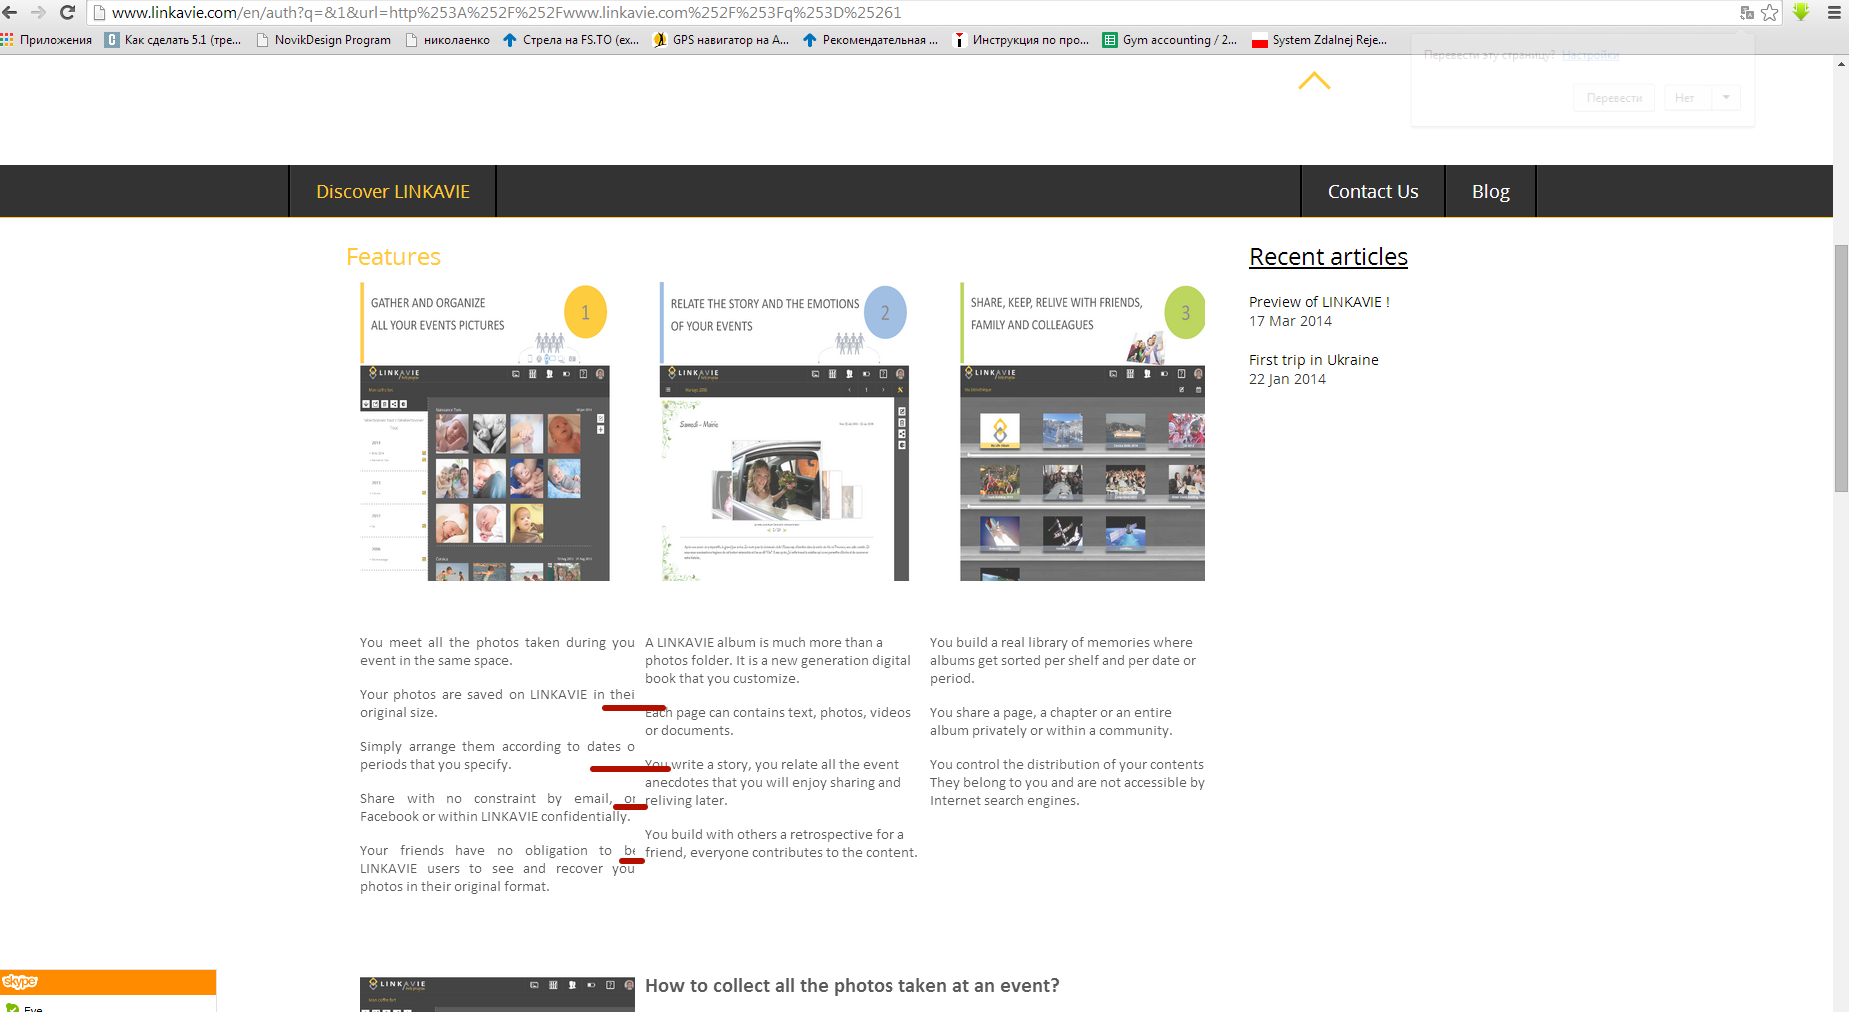 www.linkavie.com/en/auth?q=&1&url=http%253A%252F%252Fwww.linkavie.com%252F%253Fq%253D%25261
Приложения
Как сделать 5.1 (тре...
NovikDesign Program
николаенко
Стрела на FS.TO (ex...
GPS навигатор на А...
Рекомендательная ...
Инструкция по про...
Gym accounting / 2...
System Zdalnej Reje...
Перевести эту страницу? Настройки
Перевести
Нет
Discover LINKAVIE
Contact Us
Blog
Features
GATHER AND ORGANIZE
ALL YOUR EVENTS PICTURES
1
RELATE THE STORY AND THE EMOTIONS
OF YOUR EVENTS
2
SHARE, KEEP, RELIVE WITH FRIENDS,
FAMILY AND COLLEAGUES
3
LINKAVIE
LINKAVIE
LINKAVIE
Samedi - Mairie
You meet all the photos taken during you
event in the same space.
Your photos are saved on LINKAVIE in thei
original size.
Simply arrange them according to dates o
periods that you specify.
Share with no constraint by email, or
Facebook or within LINKAVIE confidentially.
Your friends have no obligation to be
LINKAVIE users to see and recover you
photos in their original format.
A LINKAVIE album is much more than a
photos folder. It is a new generation digital
book that you customize.
Each page can contains text, photos, videos
or documents.
You write a story, you relate all the event
anecdotes that you will enjoy sharing and
reliving later.
You build with others a retrospective for a
friend, everyone contributes to the content.
You build a real library of memories where
albums get sorted per shelf and per date or
period.
You share a page, a chapter or an entire
album privately or within a community.
You control the distribution of your contents
They belong to you and are not accessible by
Internet search engines.
Recent articles
Preview of LINKAVIE !
17 Mar 2014
First trip in Ukraine
22 Jan 2014
skype
Eve
LINKAVIE
How to collect all the photos taken at an event?